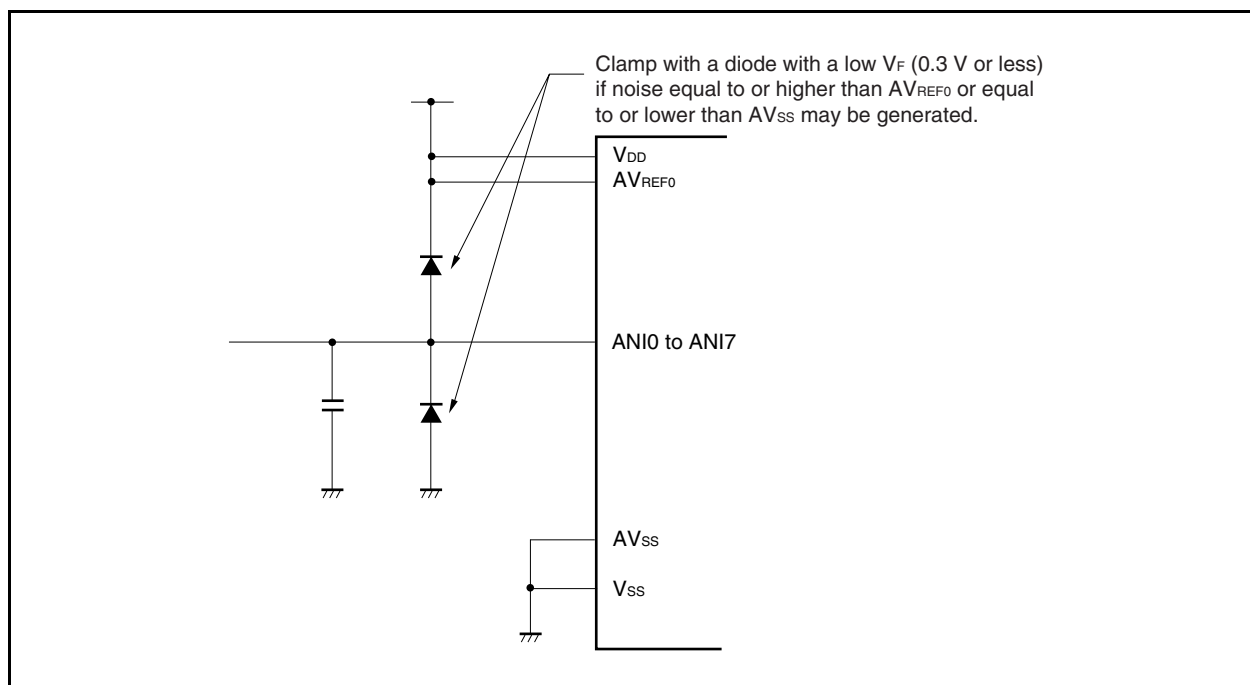 Clamp with a diode with a low VF (0.3 V or less)
if noise equal to or higher than AVREF0 or equal
to or lower than AVSS may be generated.
VDD
AVREF0
ANI0 to ANI7
AVSS
VSS